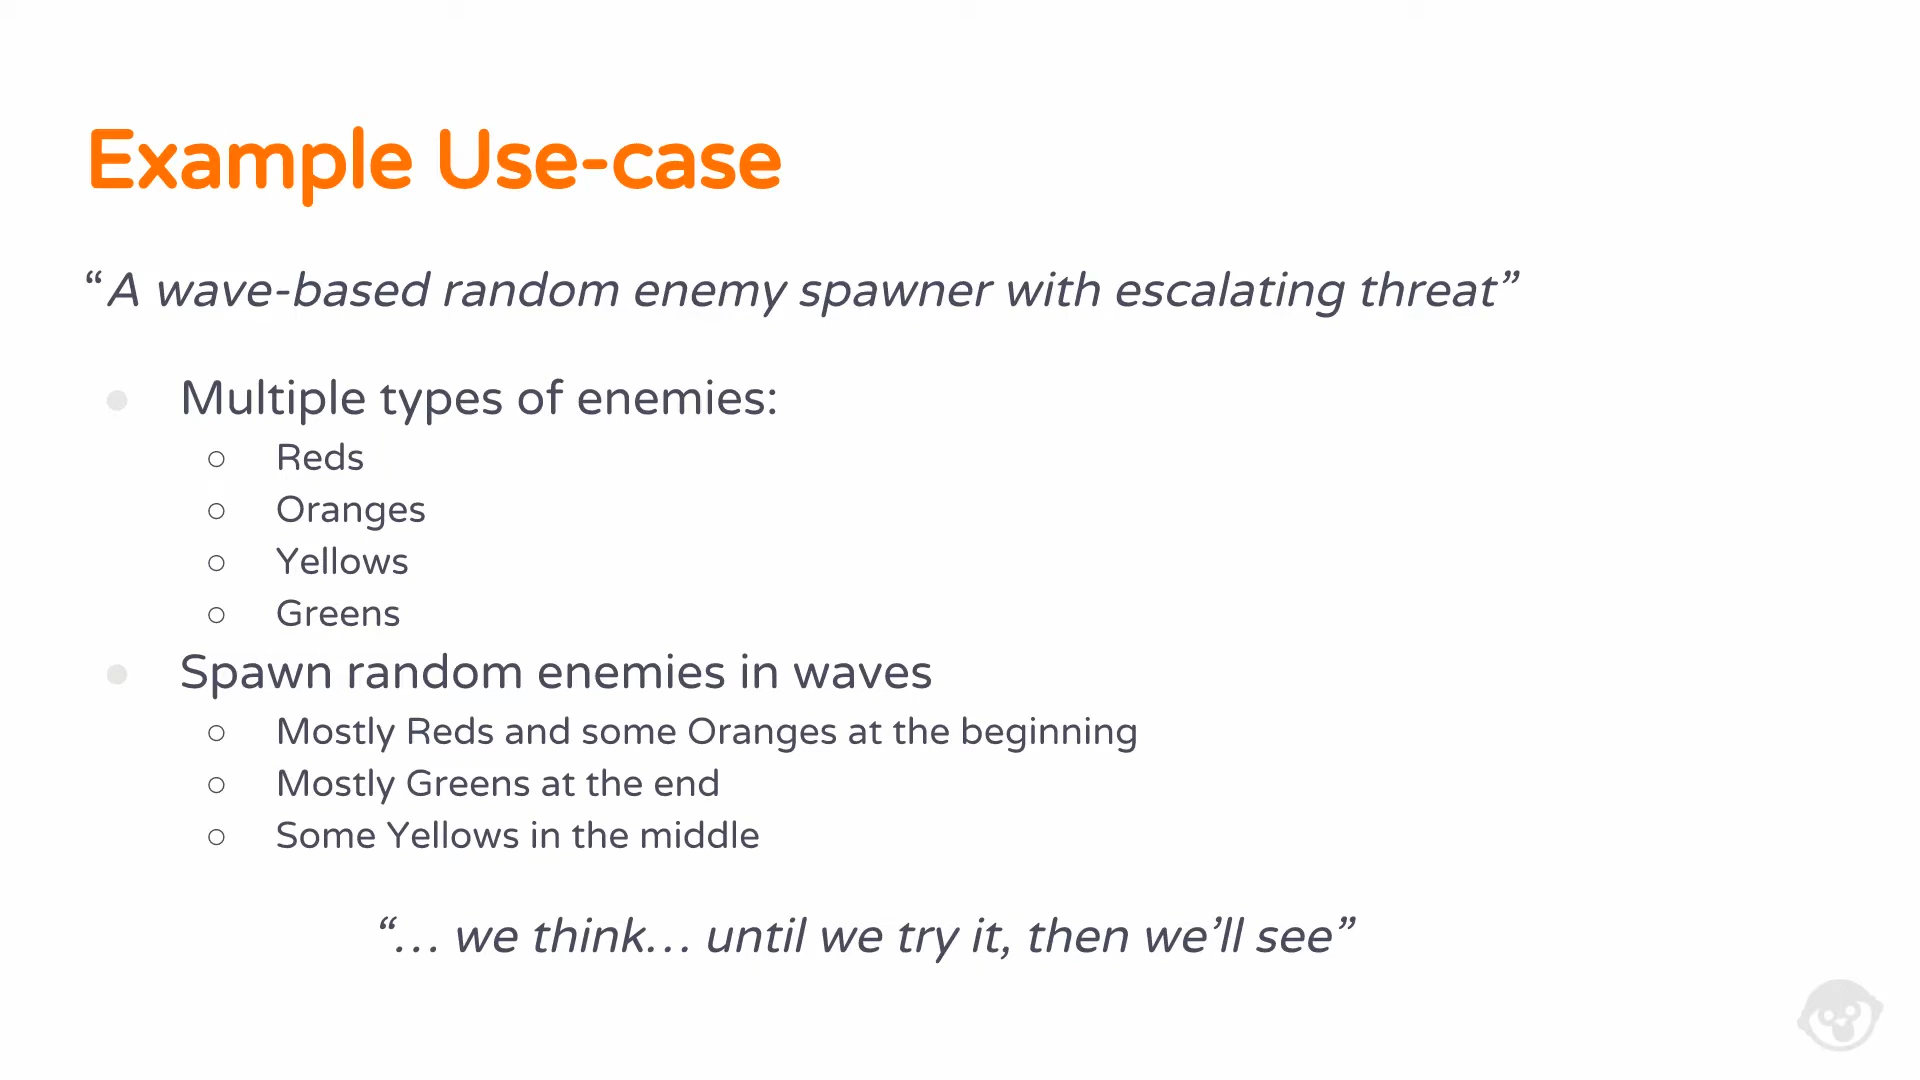 Example Use-case
“A wave-based random enemy spawner with escalating threat”
● Multiple types of enemies:
○ Reds
○ Oranges
○ Yellows
○ Greens
● Spawn random enemies in waves
○ Mostly Reds and some Oranges at the beginning
○ Mostly Greens at the end
○ Some Yellows in the middle
“… we think… until we try it, then we’ll see”